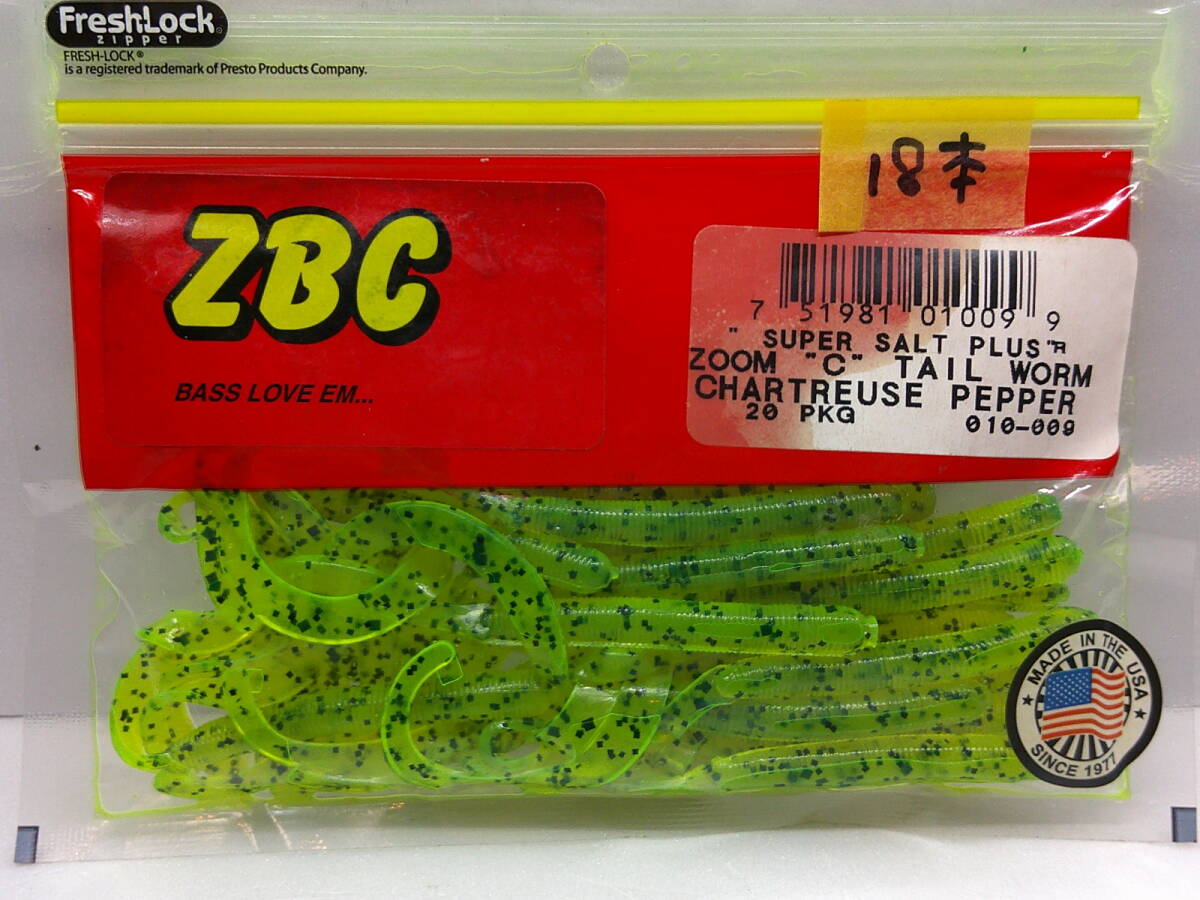 Fresh-Lock®
zipper
FRESH-LOCK®
is a registered trademark of Presto Products Company.
18本
ZBC
BASS LOVE EM...
7 51981 01009 9
" SUPER SALT PLUS"R
ZOOM "C" TAIL WORM
CHARTREUSE PEPPER
20 PKG 010-009
MADE IN THE USA
SINCE 1977